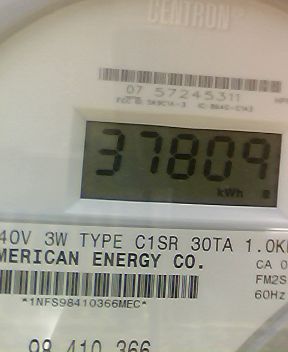 CENTRON
07 57245311
37809
kWh
40V 3W TYPE C1SR 30TA 1.0K
MERICAN ENERGY CO.
CA 0
FM2S
60Hz
*1NFS98410366MEC*
98 410 366